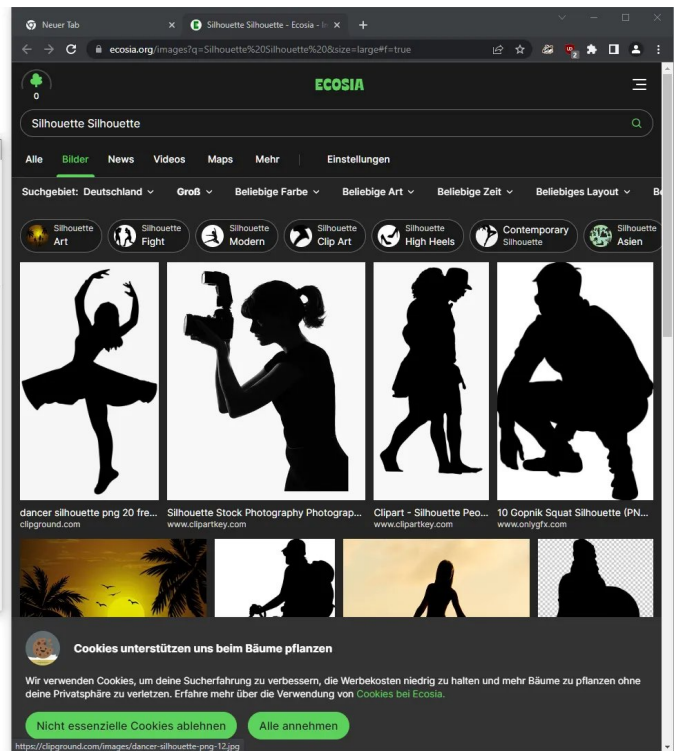 Neuer Tab
Silhouette Silhouette - Ecosia - I
ecosia.org/images?q=Silhouette%20Silhouette%20&size=large#f=true
2
0
ECOSIA
Silhouette Silhouette
Alle Bilder News Videos Maps Mehr Einstellungen
Suchgebiet: Deutschland Groß Beliebige Farbe Beliebige Art Beliebige Zeit Beliebiges Layout Be
Silhouette Art
Silhouette Fight
Silhouette Modern
Silhouette Clip Art
Silhouette High Heels
Contemporary Silhouette
Silhouette Asien
dancer silhouette png 20 fre...
clipground.com
Silhouette Stock Photography Photograp...
www.clipartkey.com
Clipart - Silhouette Peo...
www.clipartkey.com
10 Gopnik Squat Silhouette (PN...
www.onlygfx.com
Cookies unterstützen uns beim Bäume pflanzen
Wir verwenden Cookies, um deine Sucherfahrung zu verbessern, die Werbekosten niedrig zu halten und mehr Bäume zu pflanzen ohne
deine Privatsphäre zu verletzen. Erfahre mehr über die Verwendung von Cookies bei Ecosia.
Nicht essenzielle Cookies ablehnen Alle annehmen
https://clipground.com/images/dancer-silhouette-png-12.jpg